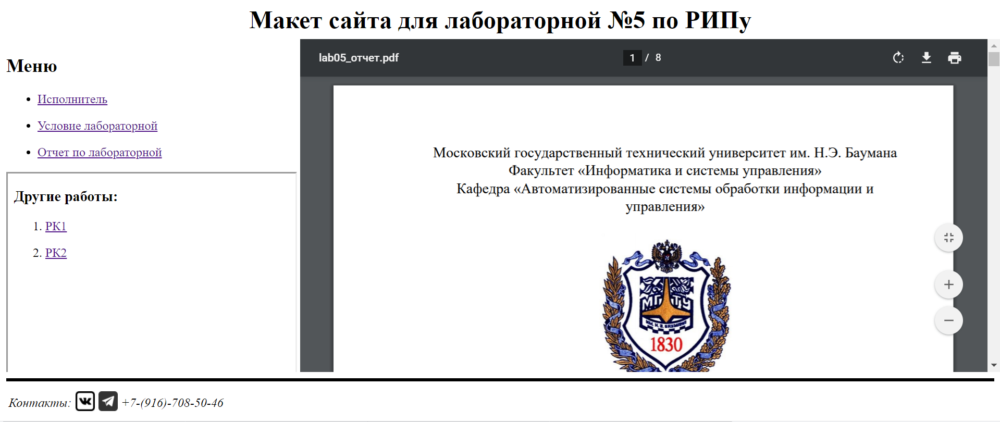 Макет сайта для лабораторной №5 по РИПу
Меню
• Исполнитель
• Условие лабораторной
• Отчет по лабораторной
Другие работы:
1. РК1
2. РК2
lab05_отчет.pdf
1 / 8
Московский государственный технический университет им. Н.Э. Баумана
Факультет «Информатика и системы управления»
Кафедра «Автоматизированные системы обработки информации и
управления»
МГТУ
ИМ. Н. Э. БАУМАНА
1830
Контакты: +7-(916)-708-50-46